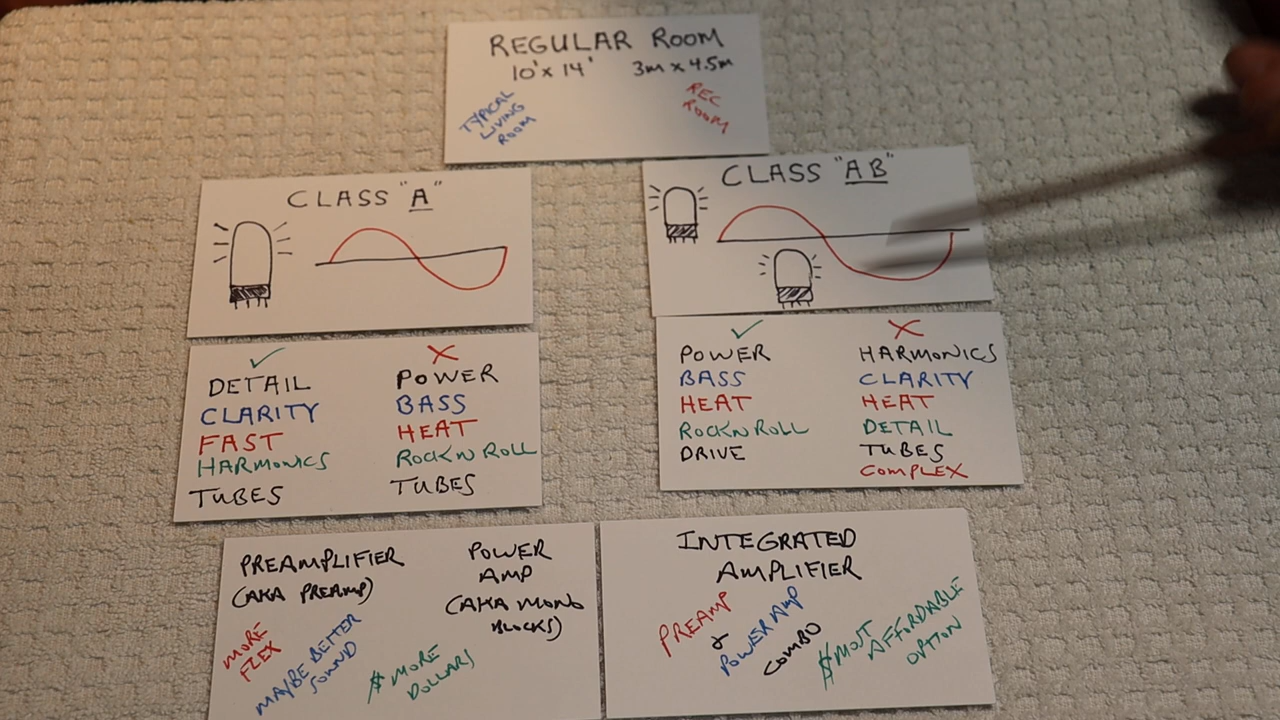 REGULAR ROOM
10'x 14' 3m x 4.5m
TYPICAL
LIVING
ROOM
REC
ROOM
CLASS "A"
CLASS "AB"
✓ ✗
DETAIL POWER
CLARITY BASS
FAST HEAT
HARMONICS ROCK N ROLL
TUBES TUBES
✓ ✗
POWER HARMONICS
BASS CLARITY
HEAT HEAT
ROCK N ROLL DETAIL
DRIVE TUBES
COMPLEX
PREAMPLIFIER
(AKA PREAMP)
POWER
AMP
(AKA MONO
BLOCKS)
MORE
FLEX
MAYBE BETTER
SOUND
$ MORE
DOLLARS
INTEGRATED
AMPLIFIER
PREAMP
&
POWER AMP
COMBO
$ MOST
AFFORDABLE
OPTION